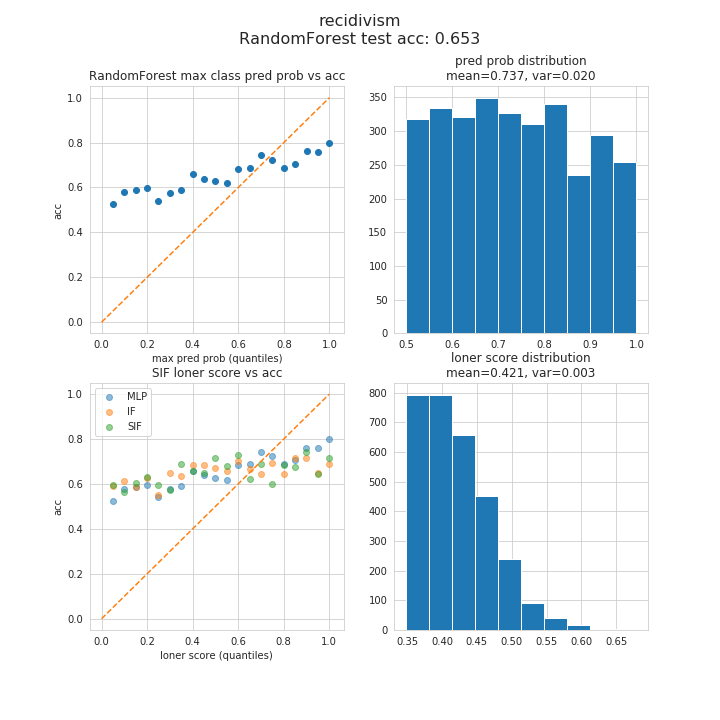 recidivism
RandomForest test acc: 0.653
RandomForest max class pred prob vs acc
1.0
0.8
0.6
0.4
0.2
0.0
acc
0.0 0.2 0.4 0.6 0.8 1.0
max pred prob (quantiles)
pred prob distribution
mean=0.737, var=0.020
350
300
250
200
150
100
50
0
0.5 0.6 0.7 0.8 0.9 1.0
SIF loner score vs acc
MLP
IF
SIF
1.0
0.8
0.6
0.4
0.2
0.0
acc
0.0 0.2 0.4 0.6 0.8 1.0
loner score (quantiles)
loner score distribution
mean=0.421, var=0.003
800
700
600
500
400
300
200
100
0
0.35 0.40 0.45 0.50 0.55 0.60 0.65